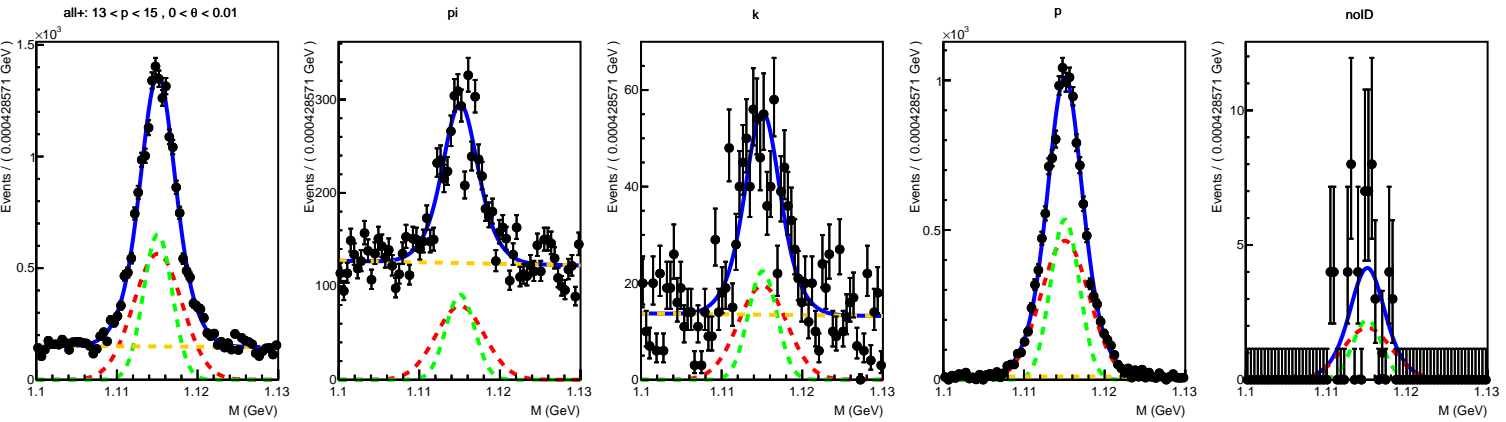 all+: 13 < p < 15 , 0 < θ < 0.01
×10³
Events / ( 0.000428571 GeV )
1.5
1
0.5
0
1.1 1.11 1.12 1.13
M (GeV)
pi
Events / ( 0.000428571 GeV )
300
200
100
0
1.1 1.11 1.12 1.13
M (GeV)
k
Events / ( 0.000428571 GeV )
60
40
20
0
1.1 1.11 1.12 1.13
M (GeV)
p
×10³
Events / ( 0.000428571 GeV )
1
0.5
0
1.1 1.11 1.12 1.13
M (GeV)
noID
Events / ( 0.000428571 GeV )
10
5
0
1.1 1.11 1.12 1.13
M (GeV)